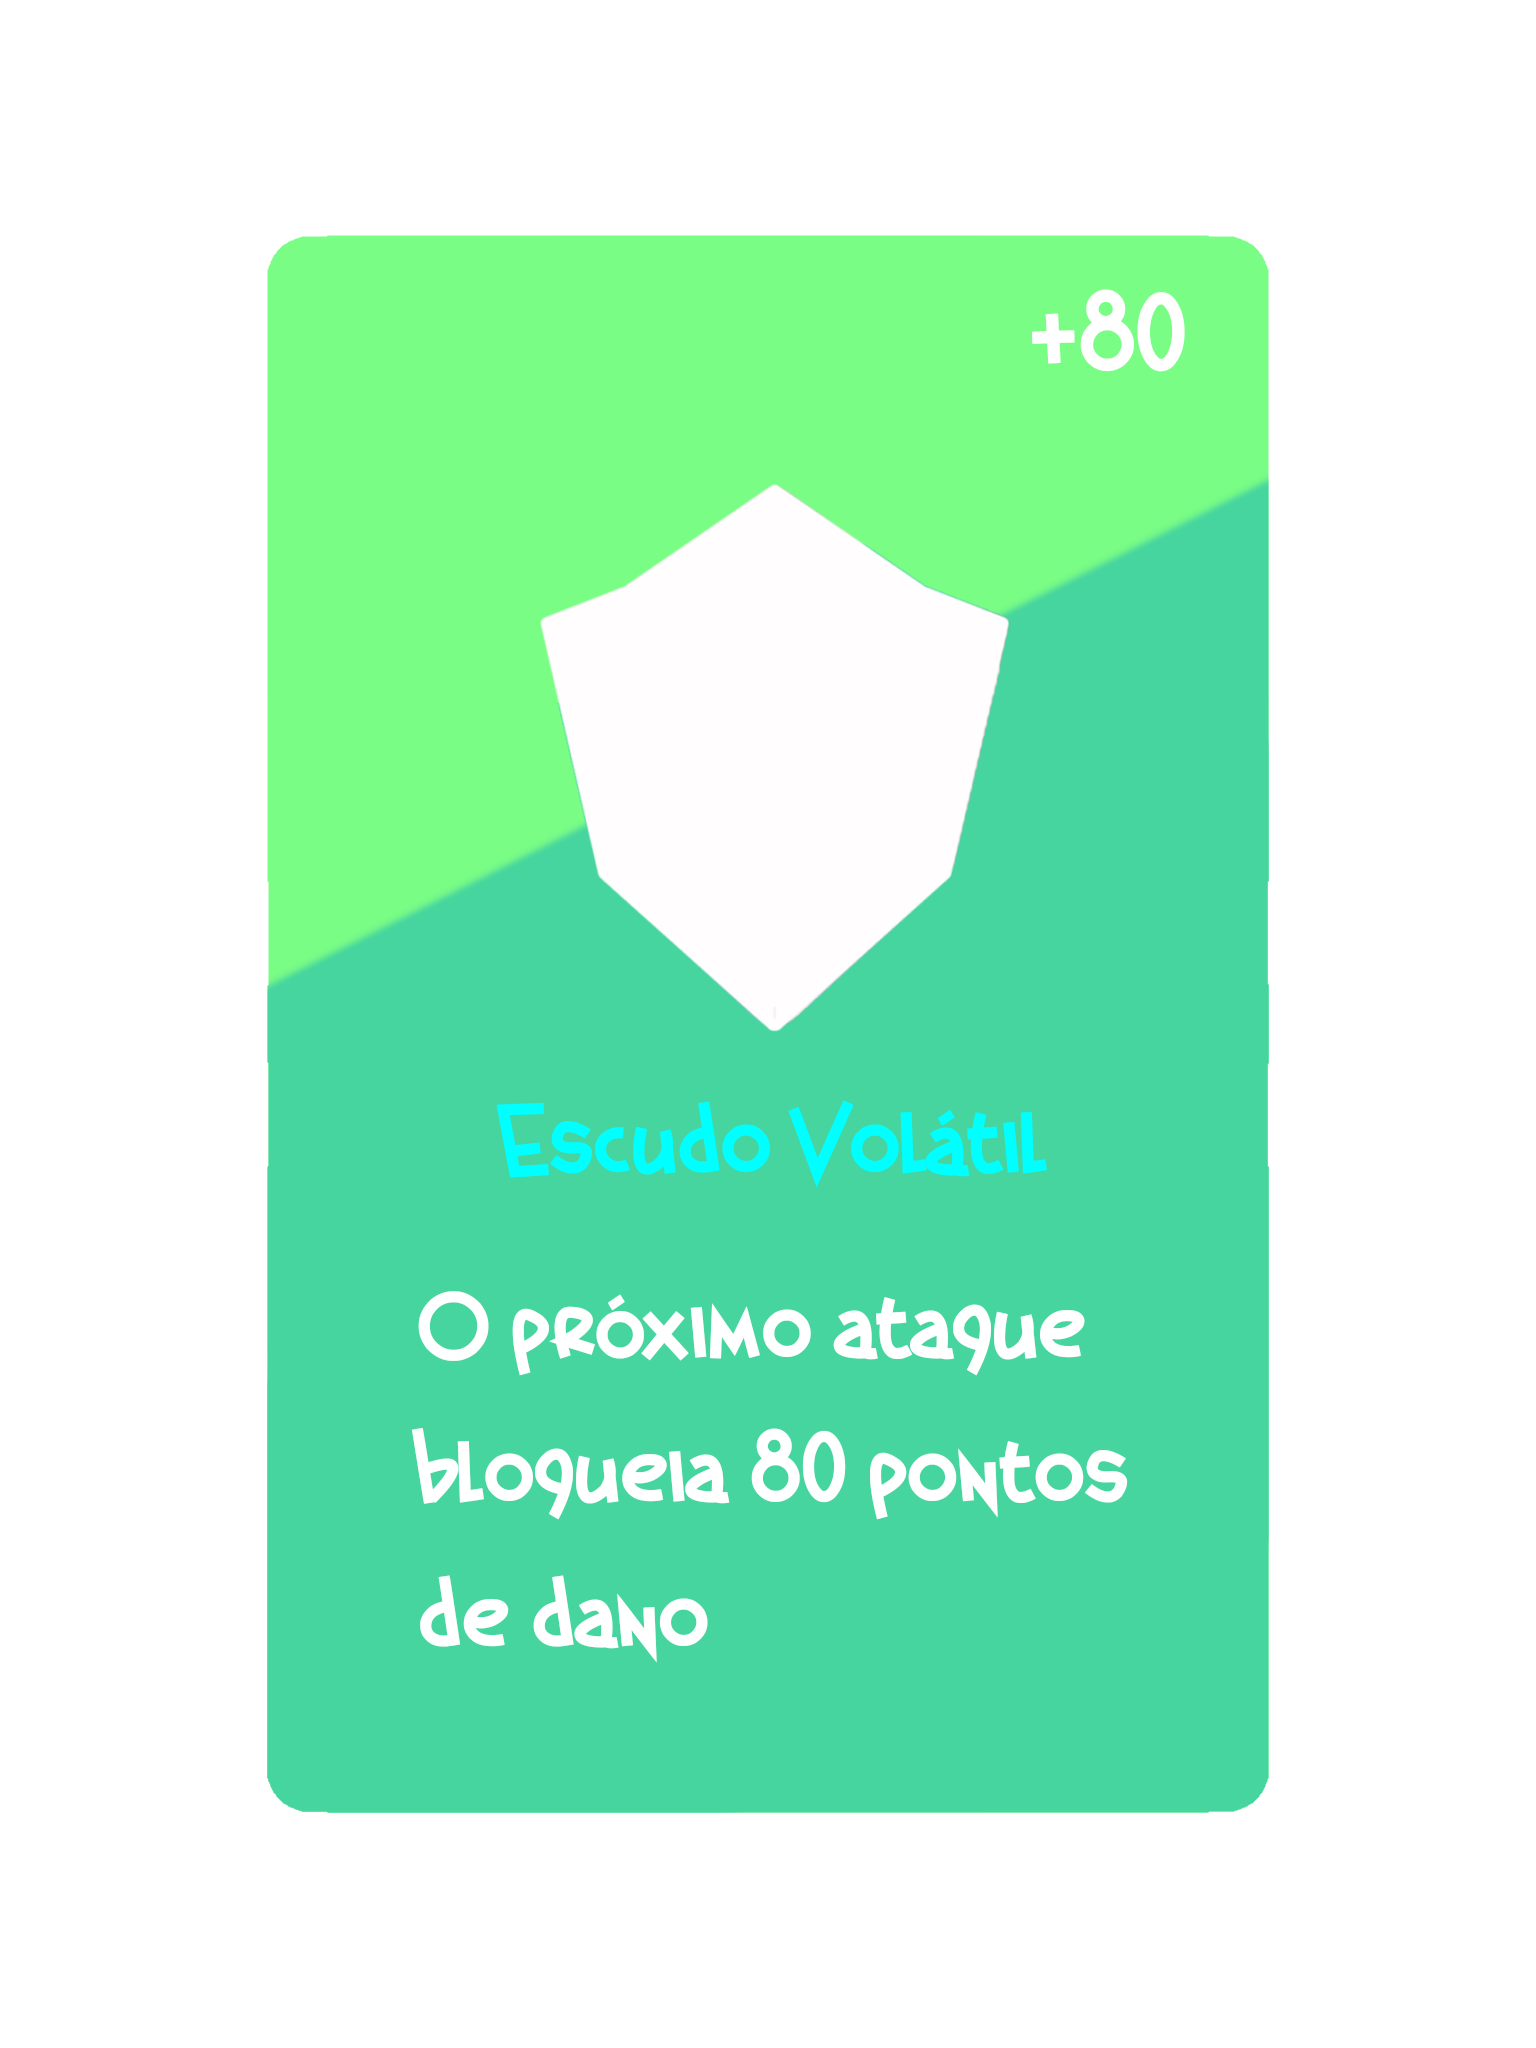 +80
Escudo Volátil
O próximo ataque
bloqueia 80 pontos
de dano